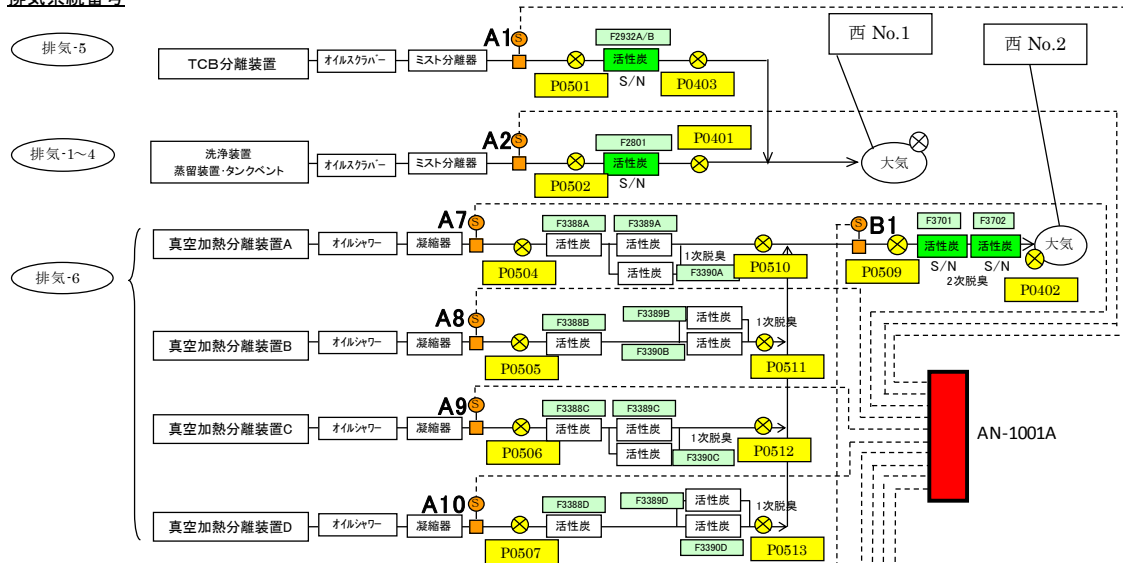 排気系統番号
西 No.1
西 No.2
排気-5
TCB分離装置
オイルスクラバー
ミスト分離器
A1
S
P0501
F2932A/B
活性炭
S/N
P0403
排気-1~4
洗浄装置
蒸留装置・タンクベント
オイルスクラバー
ミスト分離器
A2
S
P0502
F2801
活性炭
S/N
P0401
大気
排気-6
真空加熱分離装置A
オイルシャワー
凝縮器
A7
S
P0504
F3388A
活性炭
F3389A
活性炭
活性炭
1次脱臭
F3390A
P0510
S
B1
P0509
F3701
活性炭
S/N
F3702
活性炭
S/N
2次脱臭
大気
P0402
真空加熱分離装置B
オイルシャワー
凝縮器
A8
S
P0505
F3388B
活性炭
F3389B
活性炭
F3390B
活性炭
1次脱臭
P0511
真空加熱分離装置C
オイルシャワー
凝縮器
A9
S
P0506
F3388C
活性炭
F3389C
活性炭
活性炭
1次脱臭
F3390C
P0512
AN-1001A
真空加熱分離装置D
オイルシャワー
凝縮器
A10
S
P0507
F3388D
活性炭
F3389D
活性炭
活性炭
F3390D
1次脱臭
P0513